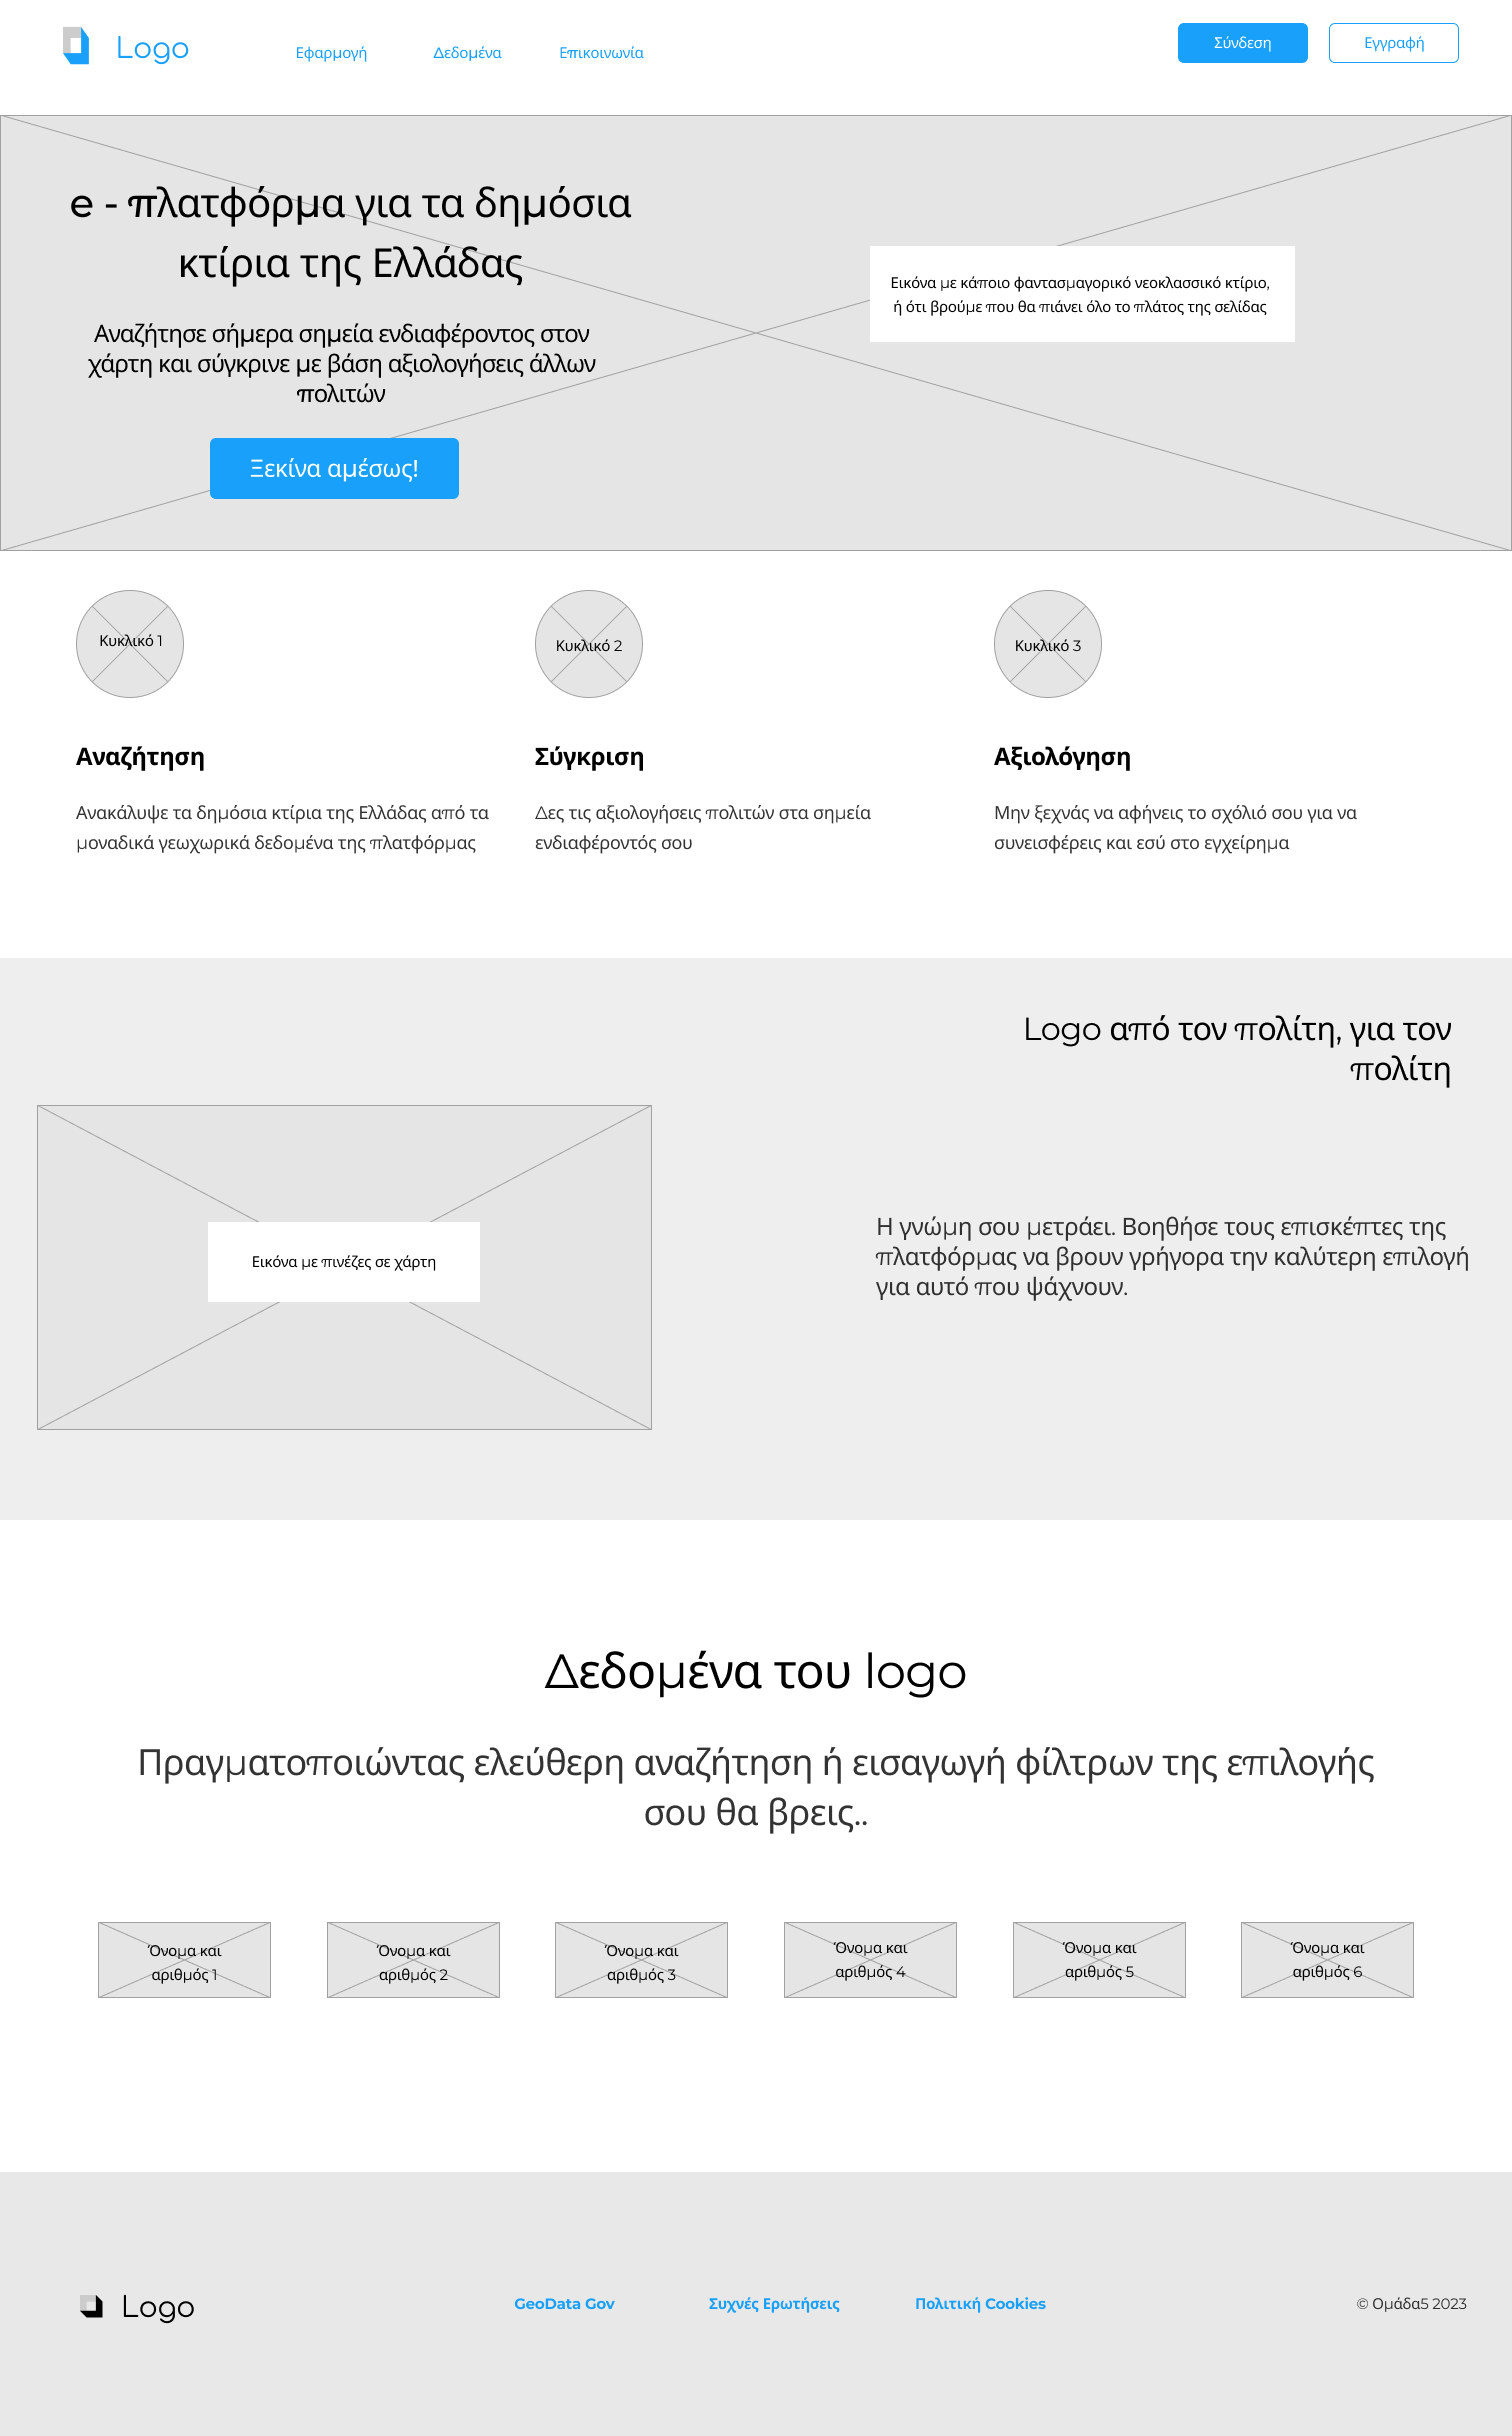 Logo
Εφαρμογή
Δεδομένα
Επικοινωνία
Σύνδεση
Εγγραφή
e - πλατφόρμα για τα δημόσια
κτίρια της Ελλάδας
Αναζήτησε σήμερα σημεία ενδιαφέροντος στον
χάρτη και σύγκρινε με βάση αξιολογήσεις άλλων
πολιτών
Ξεκίνα αμέσως!
Εικόνα με κάποιο φαντασμαγορικό νεοκλασσικό κτίριο,
ή ότι βρούμε που θα πιάνει όλο το πλάτος της σελίδας
Κυκλικό 1
Αναζήτηση
Ανακάλυψε τα δημόσια κτίρια της Ελλάδας από τα
μοναδικά γεωχωρικά δεδομένα της πλατφόρμας
Κυκλικό 2
Σύγκριση
Δες τις αξιολογήσεις πολιτών στα σημεία
ενδιαφέροντός σου
Κυκλικό 3
Αξιολόγηση
Μην ξεχνάς να αφήνεις το σχόλιό σου για να
συνεισφέρεις και εσύ στο εγχείρημα
Logo από τον πολίτη, για τον
πολίτη
Εικόνα με πινέζες σε χάρτη
Η γνώμη σου μετράει. Βοηθήσε τους επισκέπτες της
πλατφόρμας να βρουν γρήγορα την καλύτερη επιλογή
για αυτό που ψάχνουν.
Δεδομένα του logo
Πραγματοποιώντας ελεύθερη αναζήτηση ή εισαγωγή φίλτρων της επιλογής
σου θα βρεις..
Όνομα και
αριθμός 1
Όνομα και
αριθμός 2
Όνομα και
αριθμός 3
Όνομα και
αριθμός 4
Όνομα και
αριθμός 5
Όνομα και
αριθμός 6
Logo
GeoData Gov
Συχνές Ερωτήσεις
Πολιτική Cookies
© Ομάδα5 2023